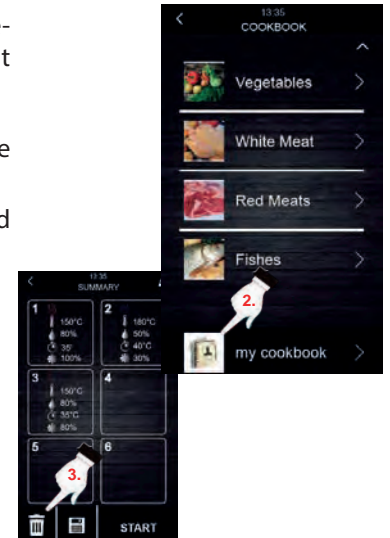 e-
t
e
d
13:35
COOKBOOK
Vegetables
White Meat
Red Meats
Fishes
2.
my cookbook
13:35
SUMMARY
1
150°C
80%
35'
100%
2
180°C
50%
40°C
30%
3
150°C
80%
35°C
80%
4
5
6
3.
START